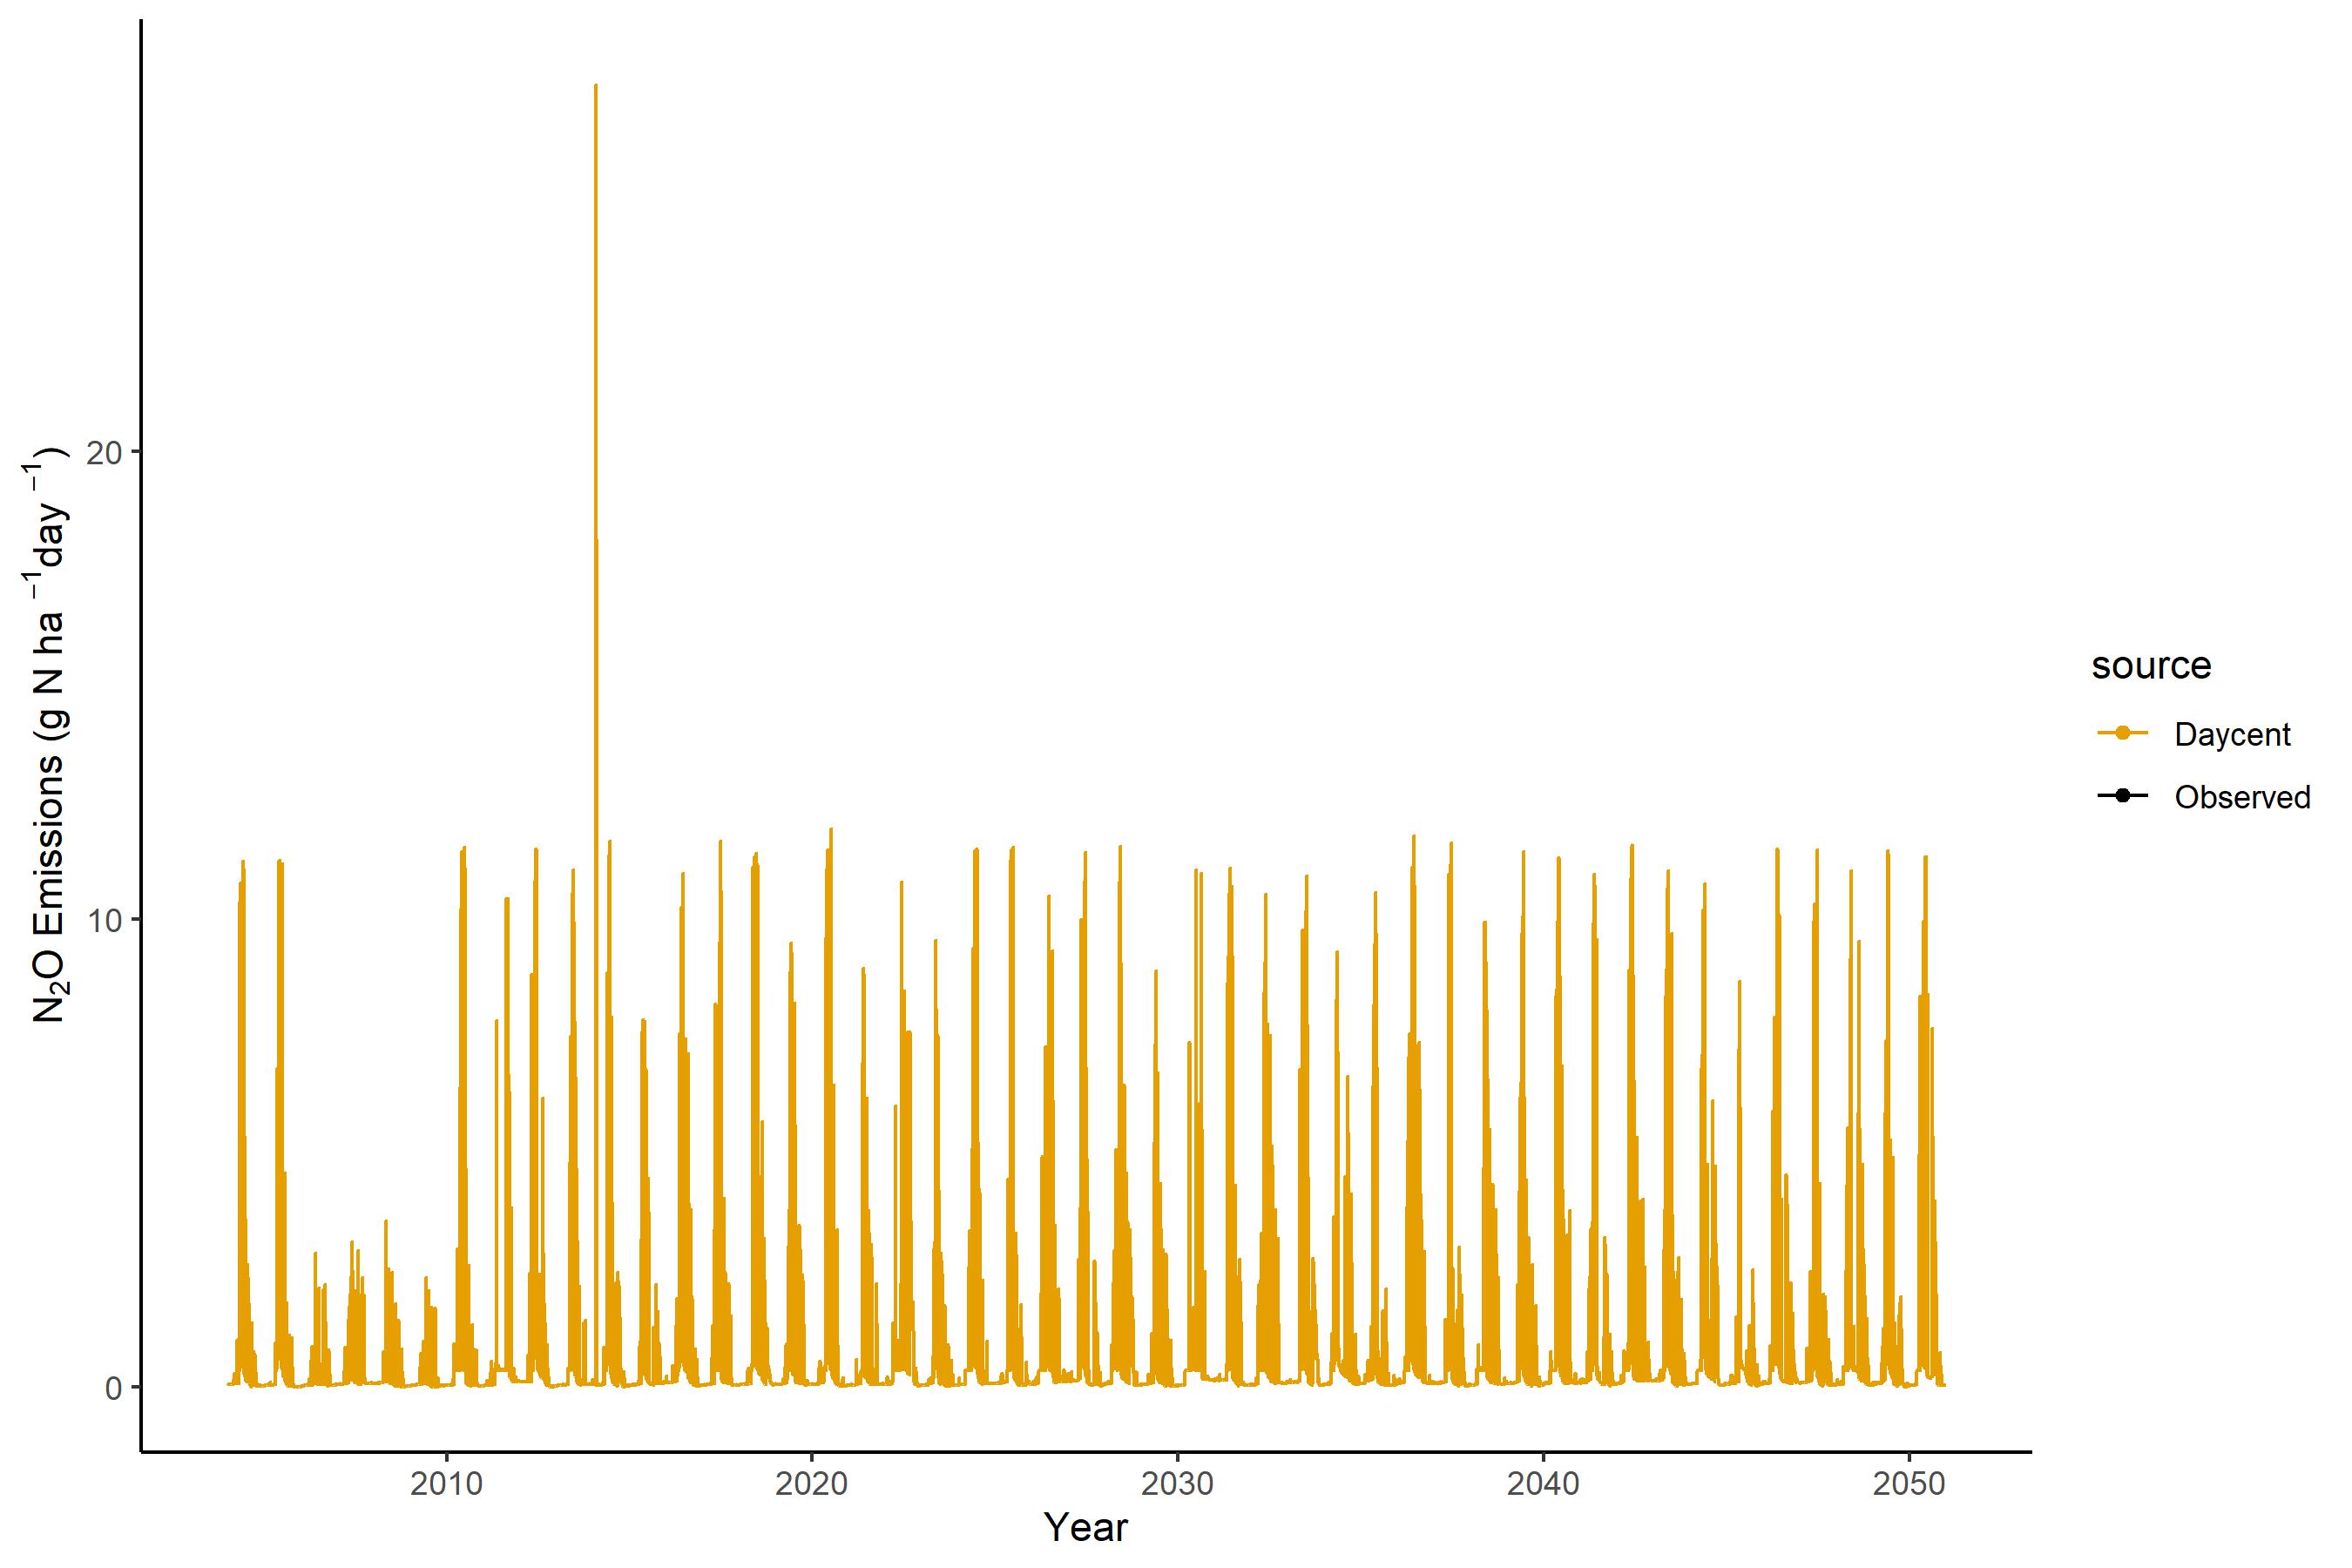 N₂O Emissions (g N ha ⁻¹day ⁻¹)
20
10
0
2010 2020 2030 2040 2050
Year
source
Daycent
Observed